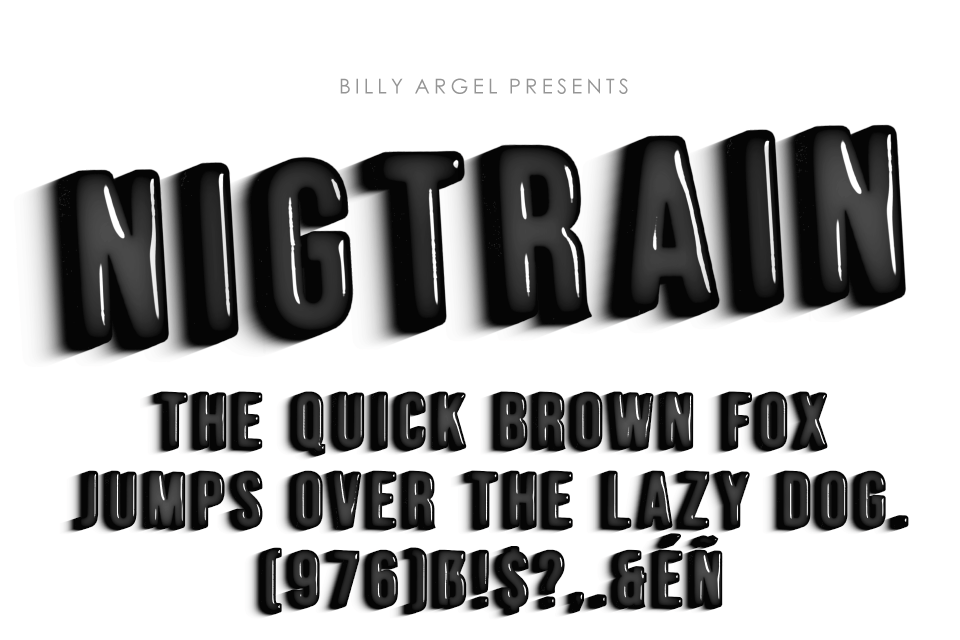 BILLY ARGEL PRESENTS
NIGTRAIN
THE QUICK BROWN FOX
JUMPS OVER THE LAZY DOG.
(976)ß!$?,.&ÉÑ